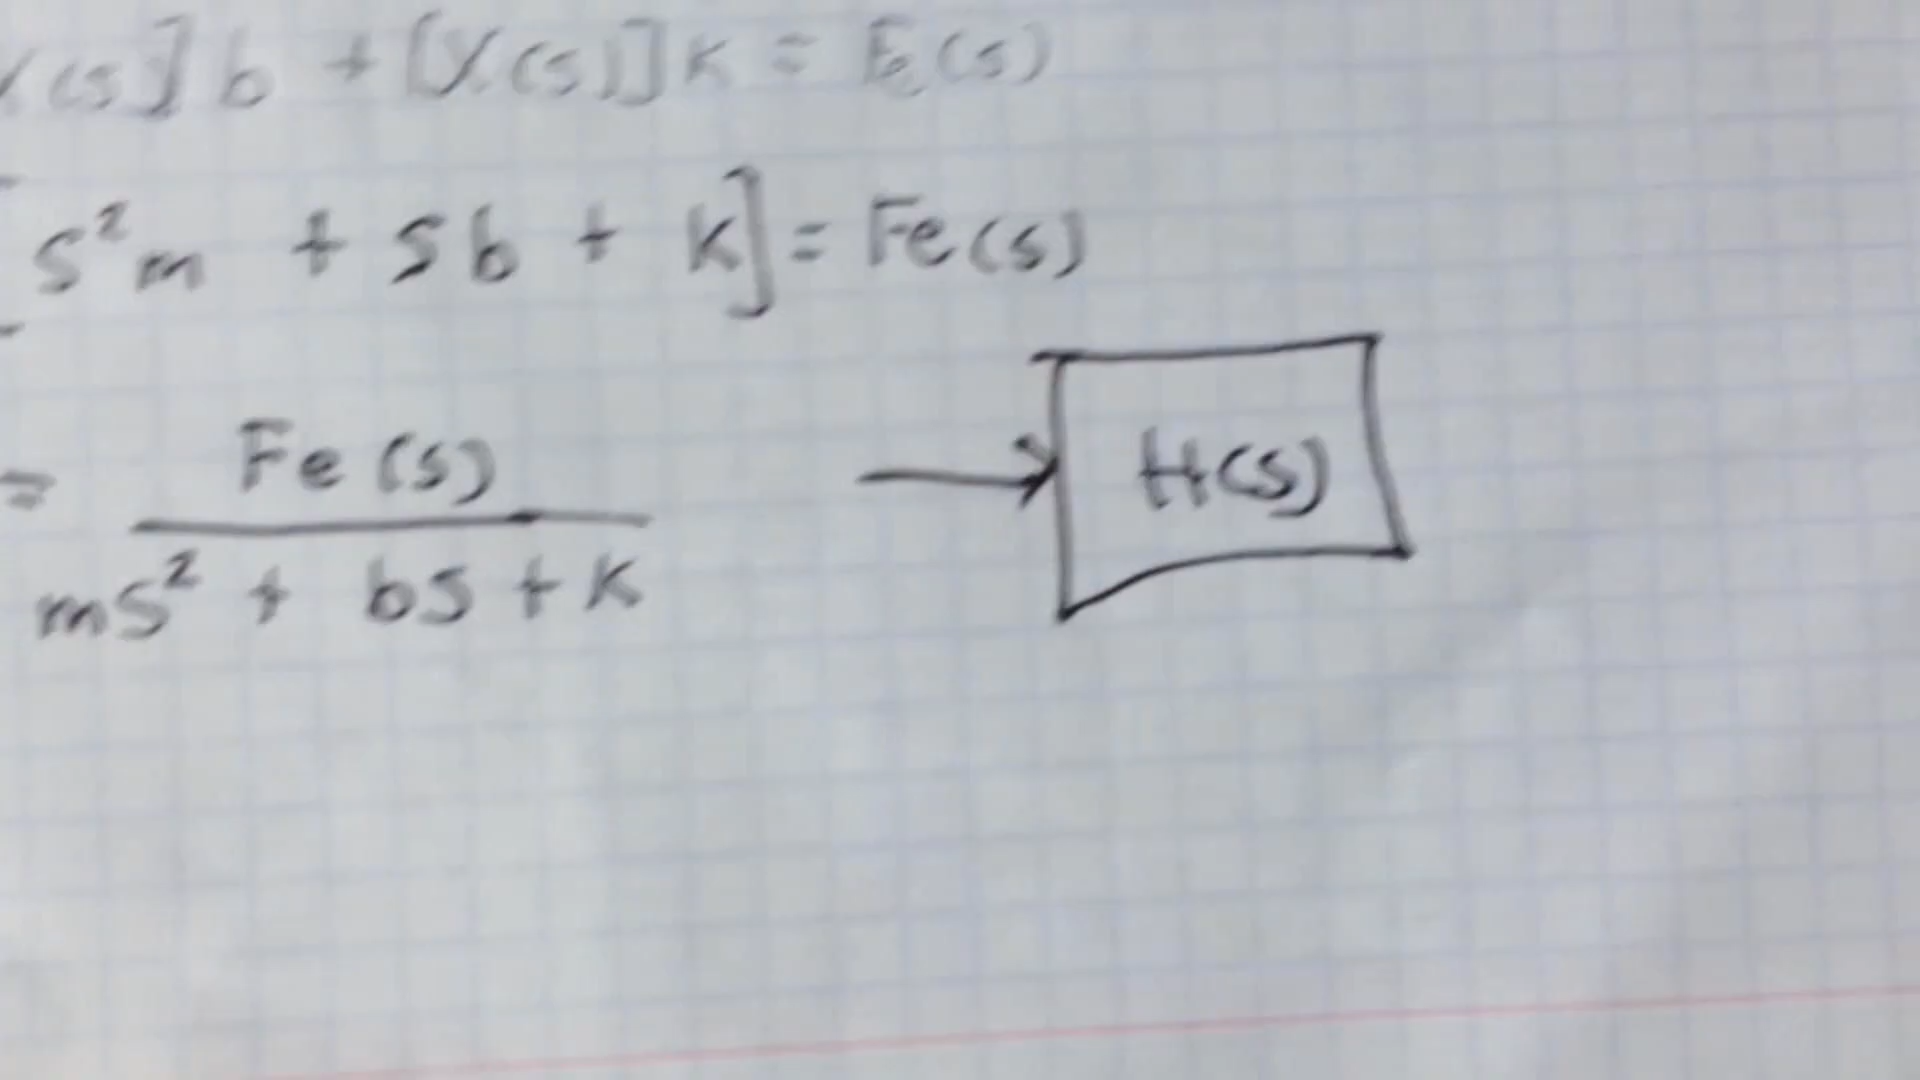 X(s)] b + [X(s)] k = Fe(s)
[s²m + sb + k] = Fe(s)
= Fe(s)
ms² + bs + k
H(s)